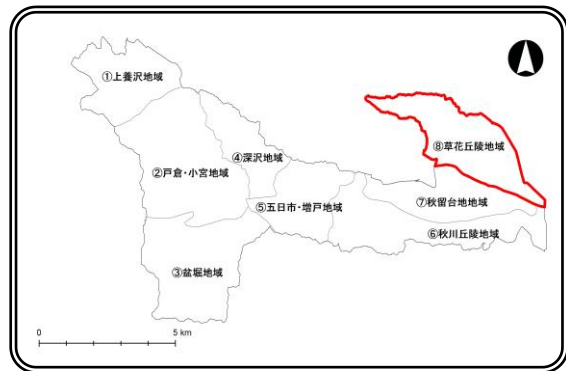 ①上養沢地域
④深沢地域
⑧草花丘陵地域
②戸倉・小宮地域
⑤五日市・増戸地域
⑦秋留台地地域
⑥秋川丘陵地域
③盆堀地域
0
5 km